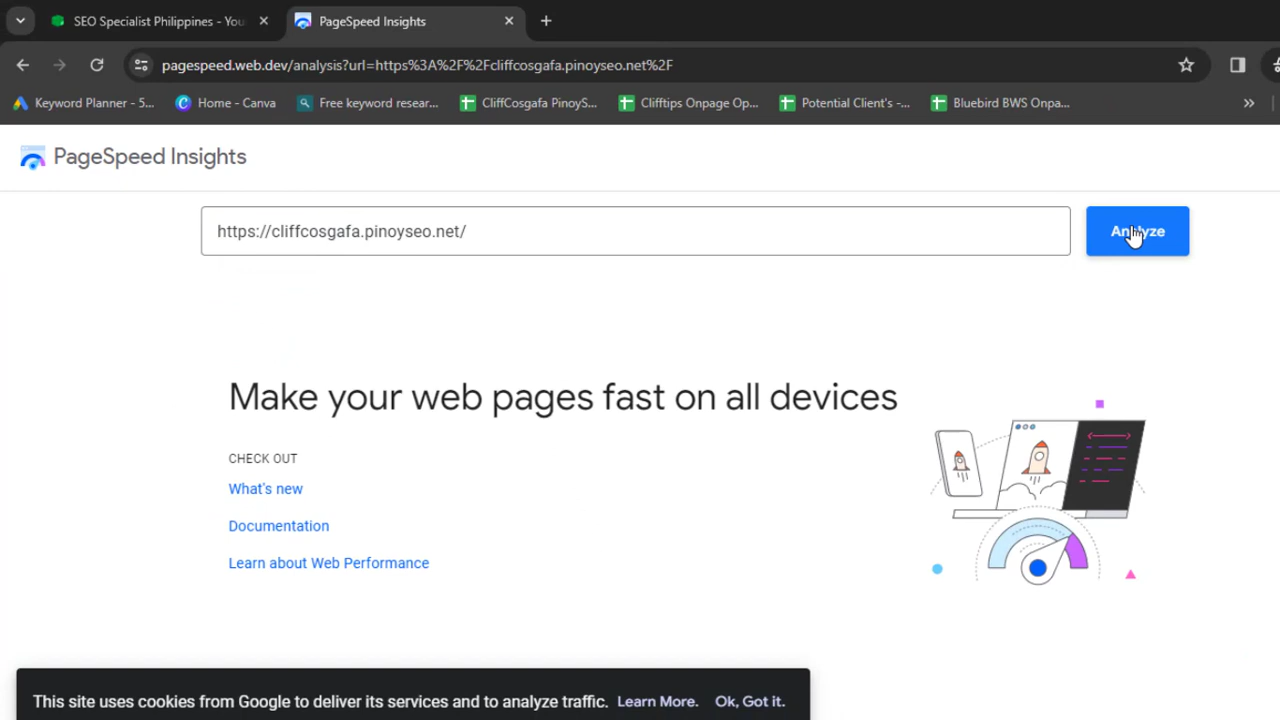 SEO Specialist Philippines - You
PageSpeed Insights
pagespeed.web.dev/analysis?url=https%3A%2F%2Fcliffcosgafa.pinoyseo.net%2F
Keyword Planner - 5...
Home - Canva
Free keyword resear...
CliffCosgafa PinoyS...
Clifftips Onpage Op...
Potential Client's -...
Bluebird BWS Onpa...
PageSpeed Insights
https://cliffcosgafa.pinoyseo.net/
Analyze
Make your web pages fast on all devices
CHECK OUT
What's new
Documentation
Learn about Web Performance
This site uses cookies from Google to deliver its services and to analyze traffic. Learn More. Ok, Got it.